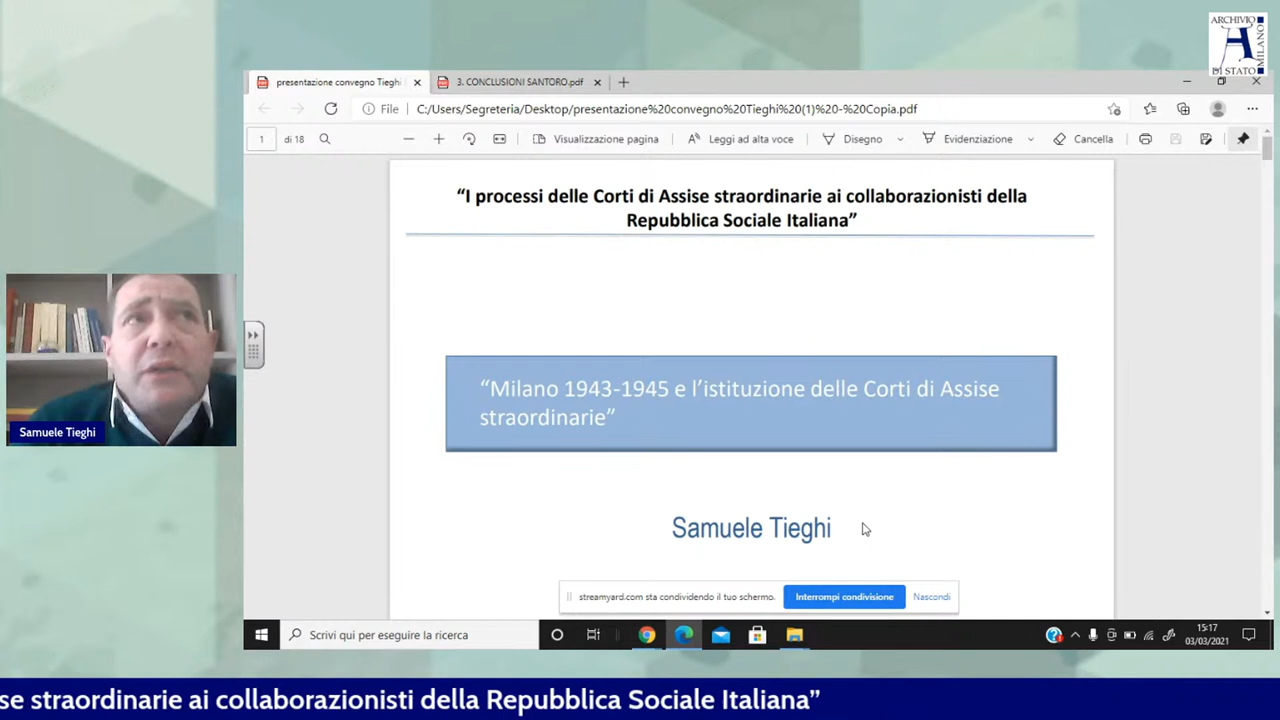 ARCHIVIO
DI STATO
MILANO
presentazione convegno Tieghi
3. CONCLUSIONI SANTORO.pdf
File
C:/Users/Segreteria/Desktop/presentazione%20convegno%20Tieghi%20(1)%20-%20Copia.pdf
1
di 18
Visualizzazione pagina
Leggi ad alta voce
Disegno
Evidenziazione
Cancella
“I processi delle Corti di Assise straordinarie ai collaborazionisti della
Repubblica Sociale Italiana”
“Milano 1943-1945 e l’istituzione delle Corti di Assise
straordinarie”
Samuele Tieghi
Samuele Tieghi
streamyard.com sta condividendo il tuo schermo.
Interrompi condivisione
Nascondi
Scrivi qui per eseguire la ricerca
15:17
03/03/2021
se straordinarie ai collaborazionisti della Repubblica Sociale Italiana”